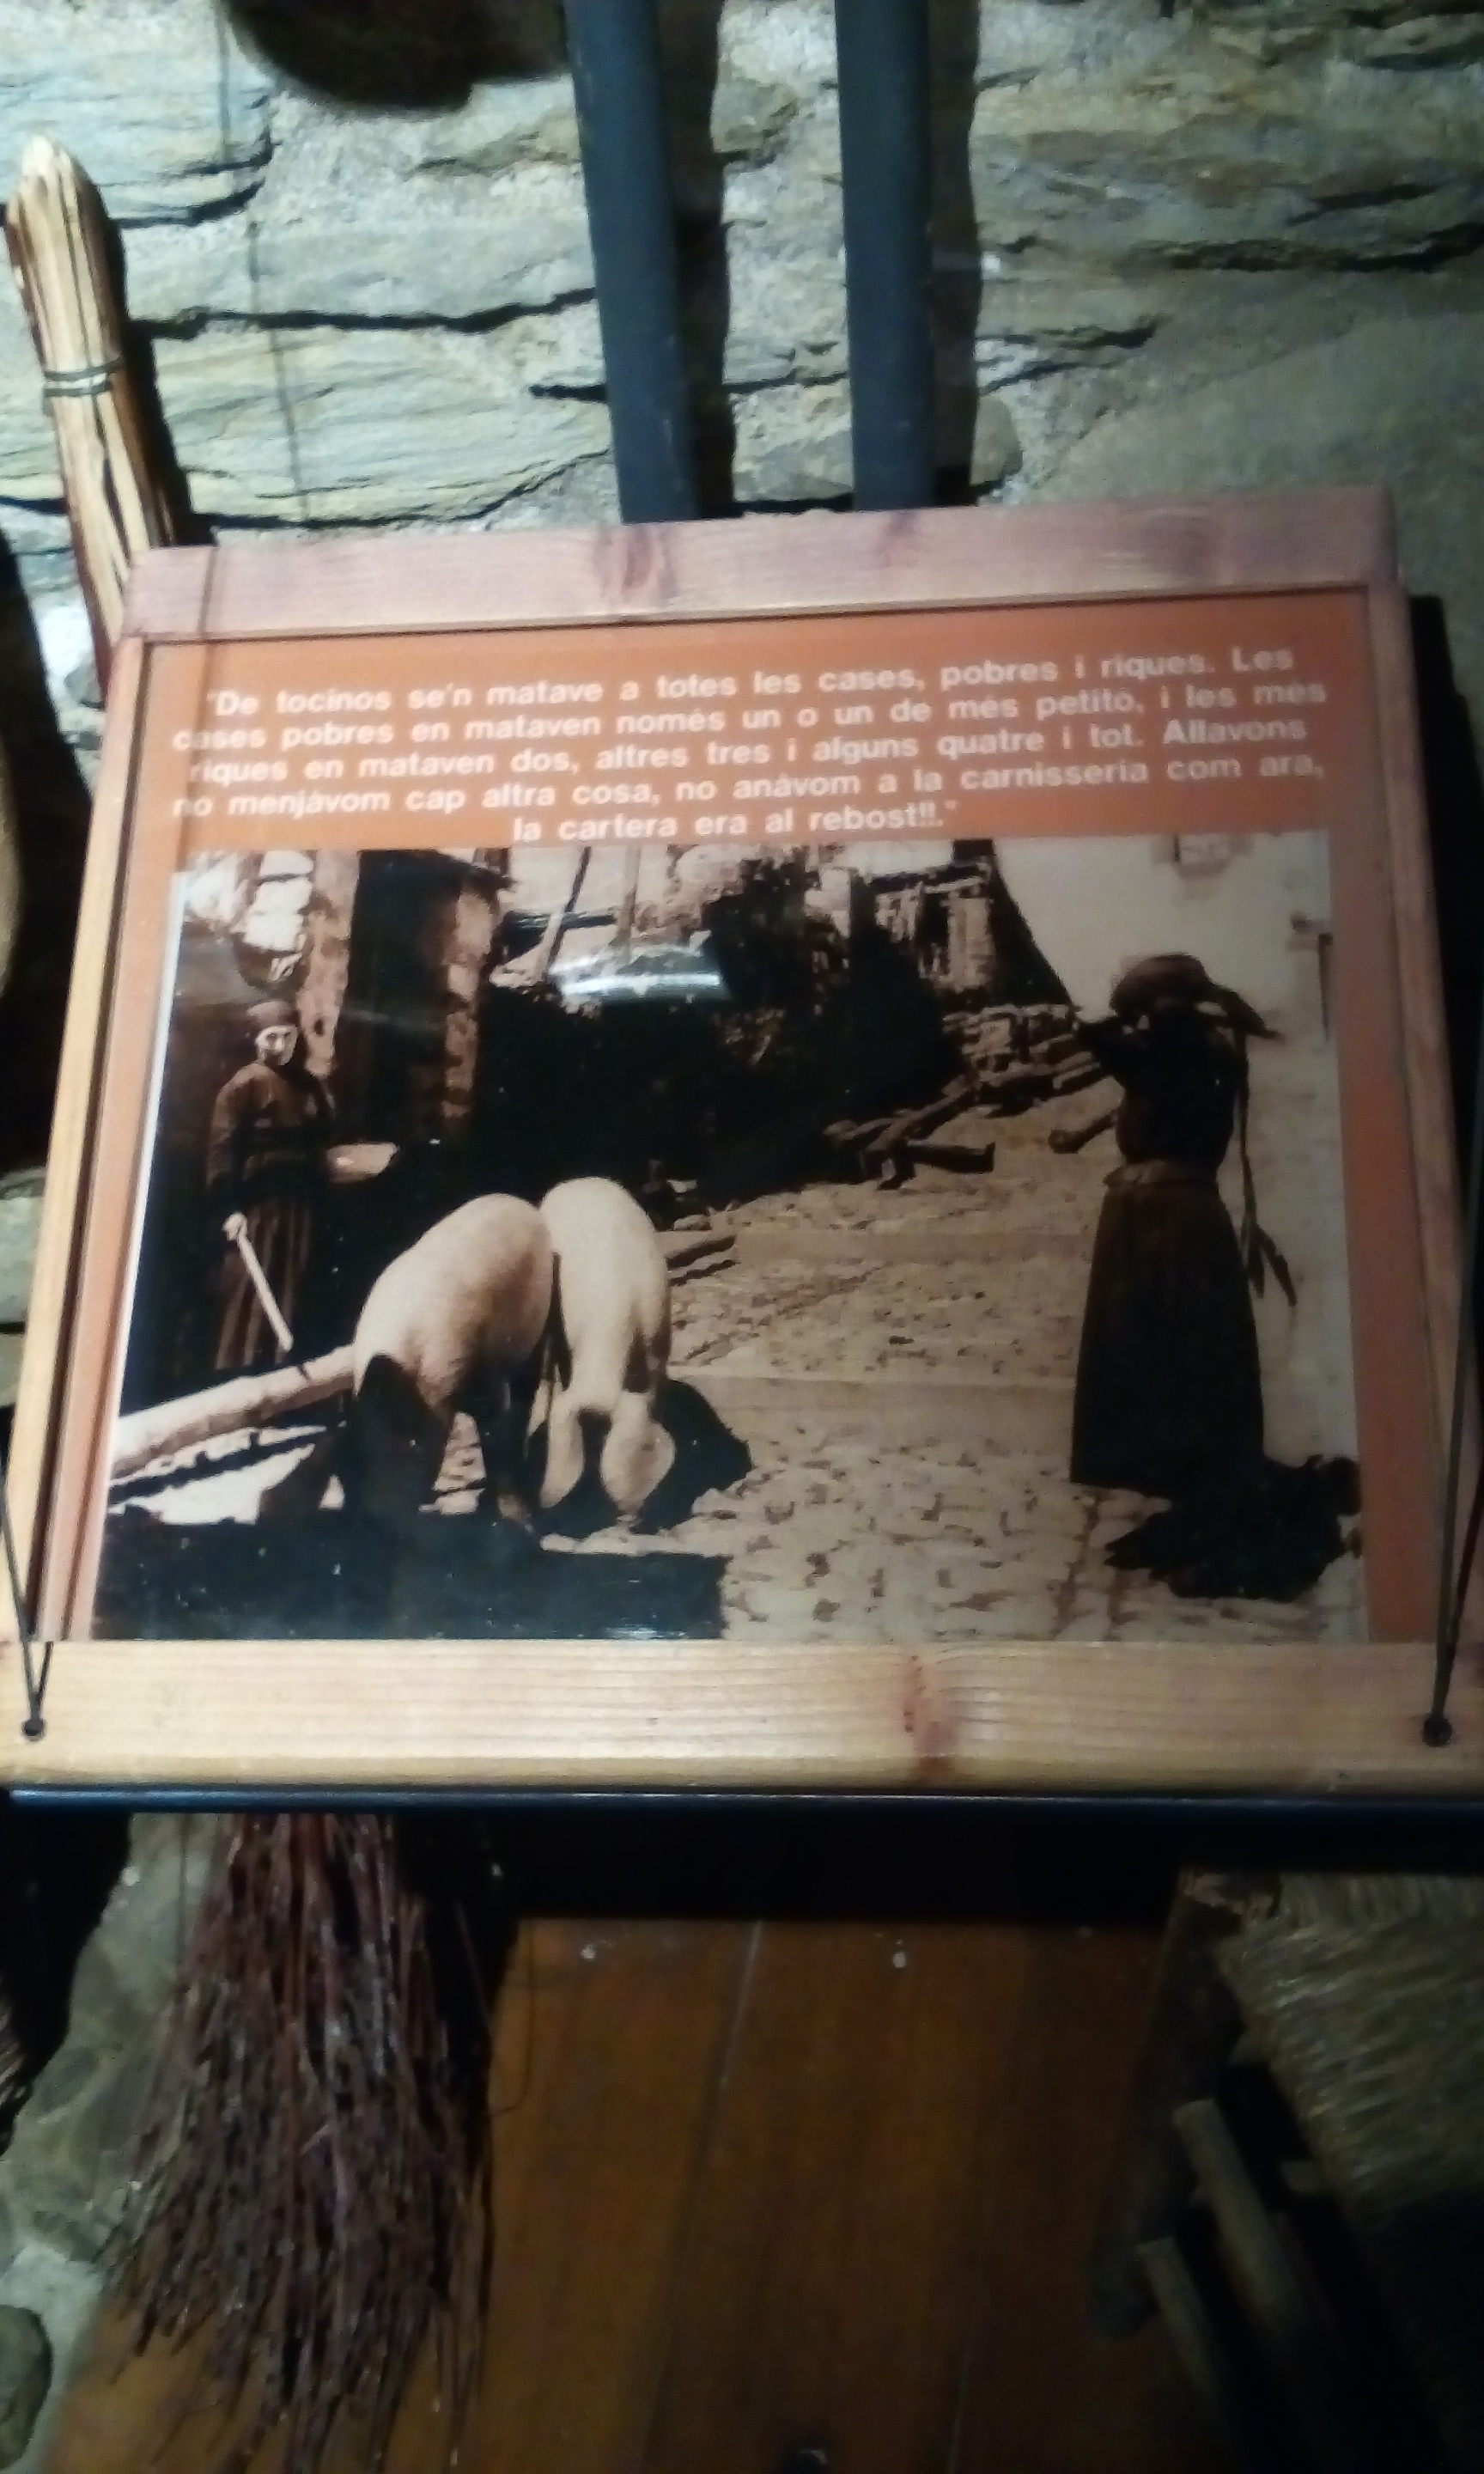 "De tocinos se'n matave a totes les cases, pobres i riques. Les
cases pobres en mataven només un o un de més petitó, i les més
riques en mataven dos, altres tres i alguns quatre i tot. Allavons
no menjàvom cap altra cosa, no anàvom a la carnisseria com ara,
la cartera era al rebost!!."